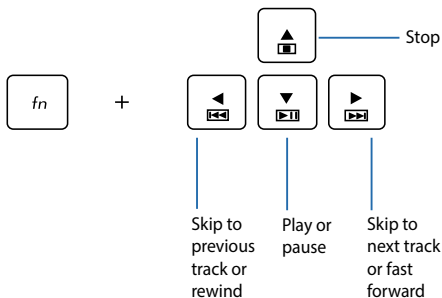 Stop
fn +
Skip to
previous
track or
rewind
Play or
pause
Skip to
next track
or fast
forward